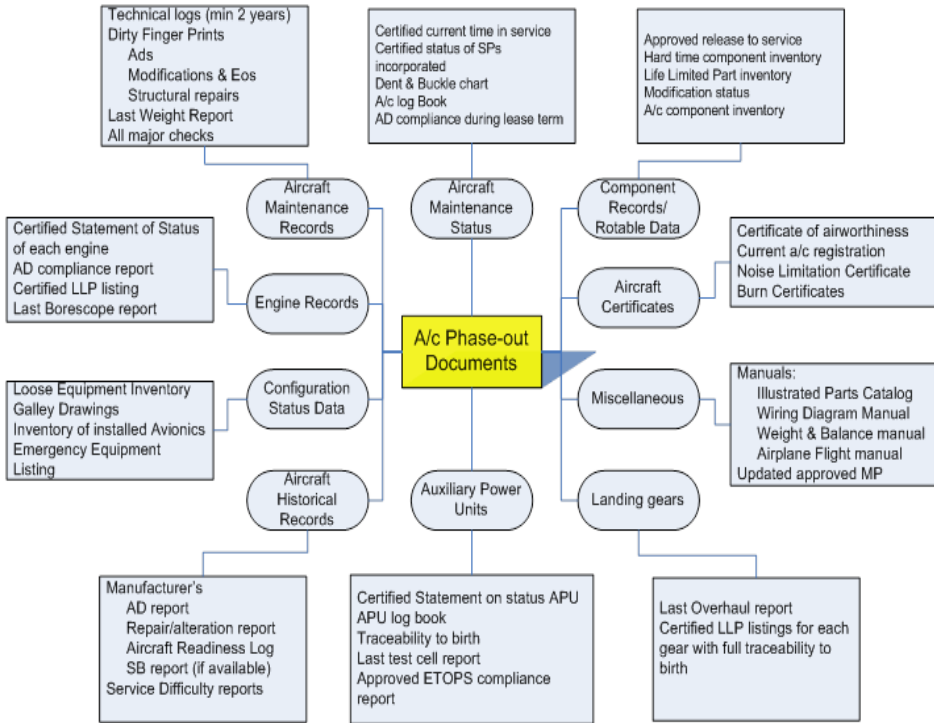 Technical logs (min 2 years)
Dirty Finger Prints
Ads
Modifications & Eos
Structural repairs
Last Weight Report
All major checks
Certified current time in service
Certified status of SPs
incorporated
Dent & Buckle chart
A/c log Book
AD compliance during lease term
Approved release to service
Hard time component inventory
Life Limited Part inventory
Modification status
A/c component inventory
Aircraft
Maintenance
Records
Aircraft
Maintenance
Status
Component
Records/
Rotable Data
Certified Statement of Status
of each engine
AD compliance report
Certified LLP listing
Last Borescope report
Engine Records
Aircraft
Certificates
Certificate of airworthiness
Current a/c registration
Noise Limitation Certificate
Burn Certificates
A/c Phase-out
Documents
Loose Equipment Inventory
Galley Drawings
Inventory of installed Avionics
Emergency Equipment
Listing
Configuration
Status Data
Miscellaneous
Manuals:
Illustrated Parts Catalog
Wiring Diagram Manual
Weight & Balance manual
Airplane Flight manual
Updated approved MP
Aircraft
Historical
Records
Auxiliary Power
Units
Landing gears
Manufacturer's
AD report
Repair/alteration report
Aircraft Readiness Log
SB report (if available)
Service Difficulty reports
Certified Statement on status APU
APU log book
Traceability to birth
Last test cell report
Approved ETOPS compliance
report
Last Overhaul report
Certified LLP listings for each
gear with full traceability to
birth